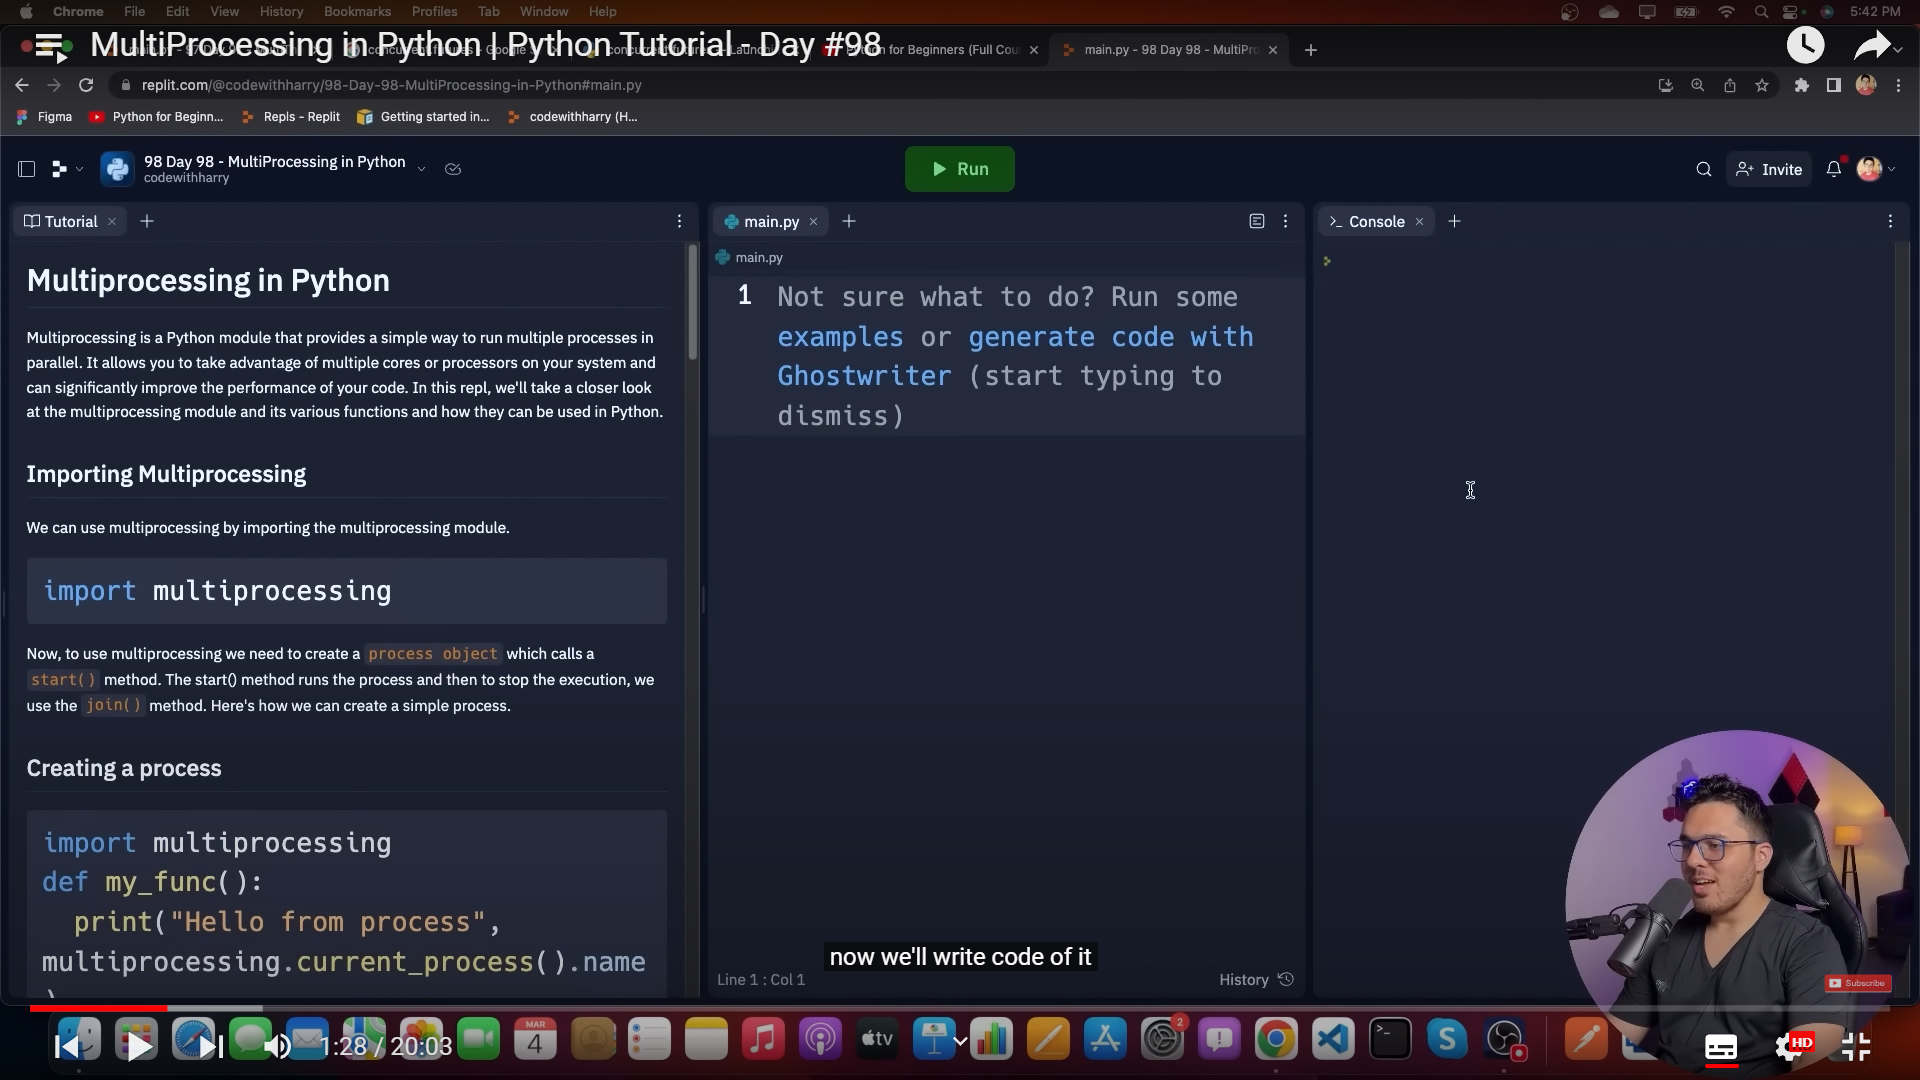 Chrome File Edit View History Bookmarks Profiles Tab Window Help 5:42 PM
MultiProcessing in Python | Python Tutorial - Day #98
for Beginners (Full Cou
main.py - 98 Day 98 - MultiPro
replit.com/@codewithharry/98-Day-98-MultiProcessing-in-Python#main.py
Figma Python for Beginn... Repls - Replit Getting started in... codewithharry (H...
98 Day 98 - MultiProcessing in Python
codewithharry
Run
Invite
Tutorial
main.py
Console
main.py
Multiprocessing in Python
Multiprocessing is a Python module that provides a simple way to run multiple processes in
parallel. It allows you to take advantage of multiple cores or processors on your system and
can significantly improve the performance of your code. In this repl, we'll take a closer look
at the multiprocessing module and its various functions and how they can be used in Python.
Importing Multiprocessing
We can use multiprocessing by importing the multiprocessing module.
import multiprocessing
Now, to use multiprocessing we need to create a process object which calls a
start() method. The start() method runs the process and then to stop the execution, we
use the join() method. Here's how we can create a simple process.
Creating a process
import multiprocessing
def my_func():
print("Hello from process",
multiprocessing.current_process().name
)
1 Not sure what to do? Run some
examples or generate code with
Ghostwriter (start typing to
dismiss)
now we'll write code of it
Line 1 : Col 1
History
Subscribe
MAR
4
tv
2
1:28 / 20:03
HD